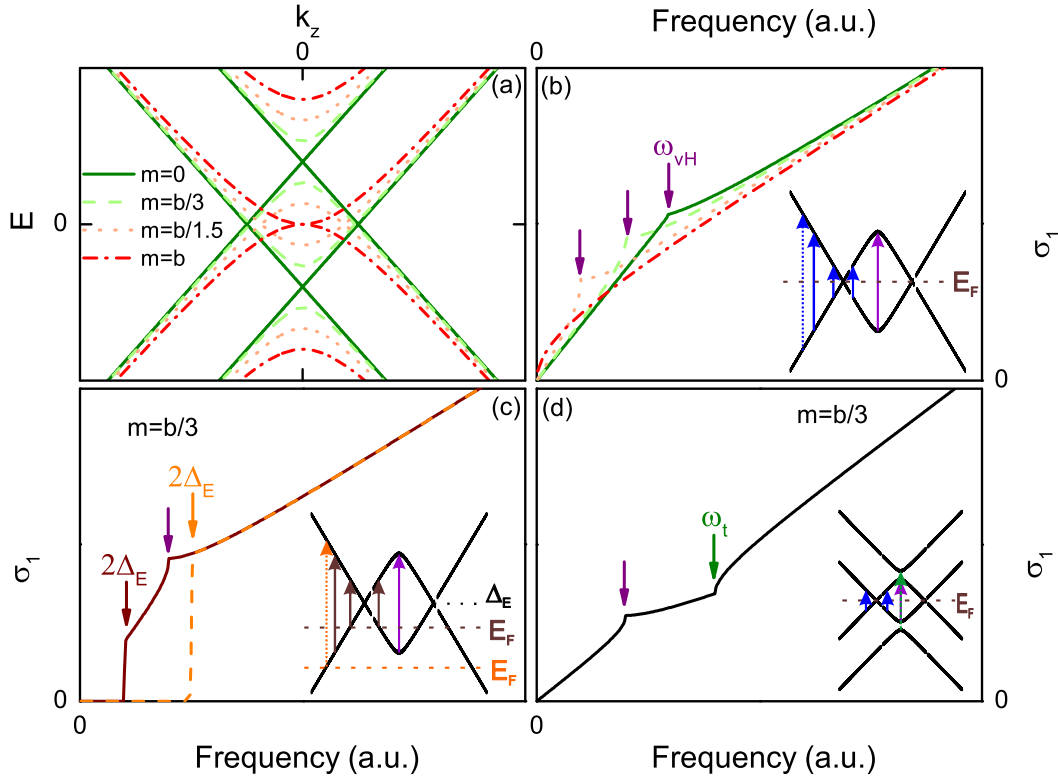 k_z
0
(a)
E
0
m=0
m=b/3
m=b/1.5
m=b
Frequency (a.u.)
0
(b)
ω_vH
E_F
σ_1
0
(c)
m=b/3
2Δ_E
2Δ_E
Δ_E
E_F
E_F
σ_1
0
0
Frequency (a.u.)
(d)
m=b/3
ω_t
E_F
σ_1
0
0
Frequency (a.u.)